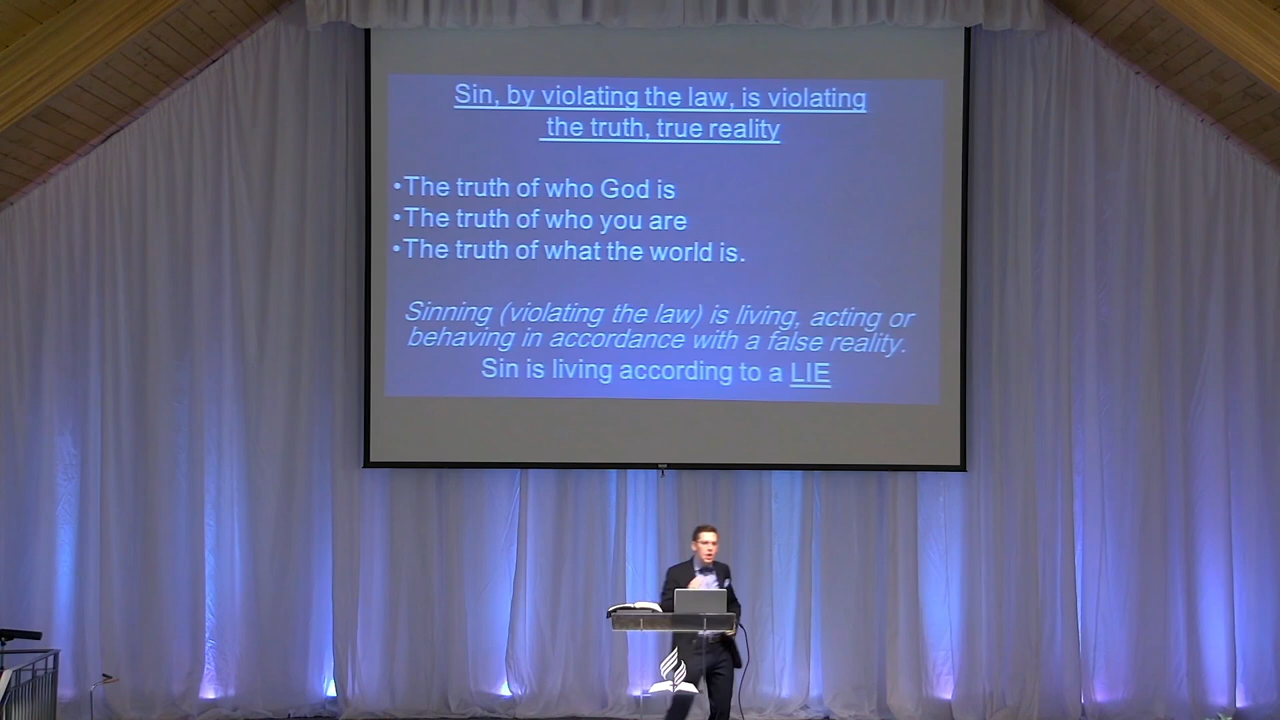 Sin, by violating the law, is violating
the truth, true reality
•The truth of who God is
•The truth of who you are
•The truth of what the world is.
Sinning (violating the law) is living, acting or
behaving in accordance with a false reality.
Sin is living according to a LIE